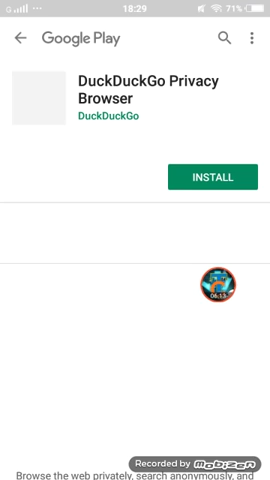 G 18:29 71%
Google Play
DuckDuckGo Privacy
Browser
DuckDuckGo
INSTALL
06:13
Recorded by mobizen
Browse the web privately, search anonymously, and